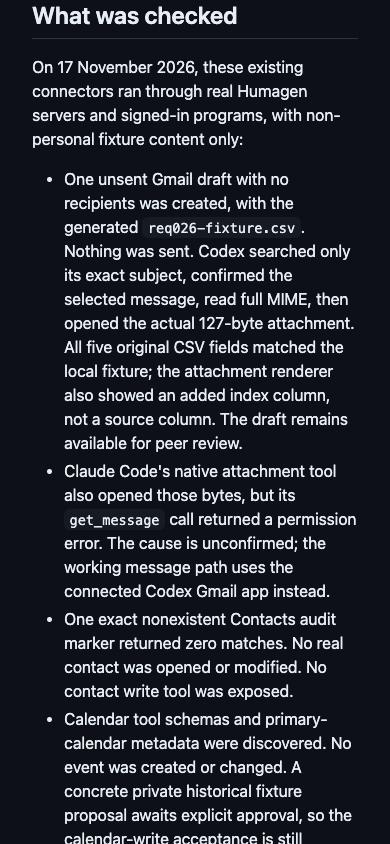 What was checked
On 17 November 2026, these existing
connectors ran through real Humagen
servers and signed-in programs, with non-
personal fixture content only:
• One unsent Gmail draft with no
recipients was created, with the
generated req026-fixture.csv.
Nothing was sent. Codex searched only
its exact subject, confirmed the
selected message, read full MIME, then
opened the actual 127-byte attachment.
All five original CSV fields matched the
local fixture; the attachment renderer
also showed an added index column,
not a source column. The draft remains
available for peer review.
• Claude Code's native attachment tool
also opened those bytes, but its
get_message call returned a permission
error. The cause is unconfirmed; the
working message path uses the
connected Codex Gmail app instead.
• One exact nonexistent Contacts audit
marker returned zero matches. No real
contact was opened or modified. No
contact write tool was exposed.
• Calendar tool schemas and primary-
calendar metadata were discovered. No
event was created or changed. A
concrete private historical fixture
proposal awaits explicit approval, so the
calendar-write acceptance is still